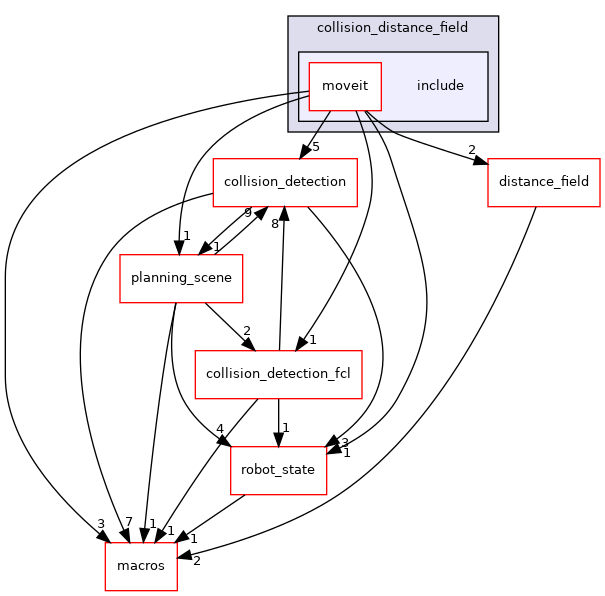 collision_distance_field
moveit
include
5
2
collision_detection
distance_field
9
8
1
1
planning_scene
2
1
collision_detection_fcl
4
1
3
1
robot_state
3
7
1
1
1
2
macros